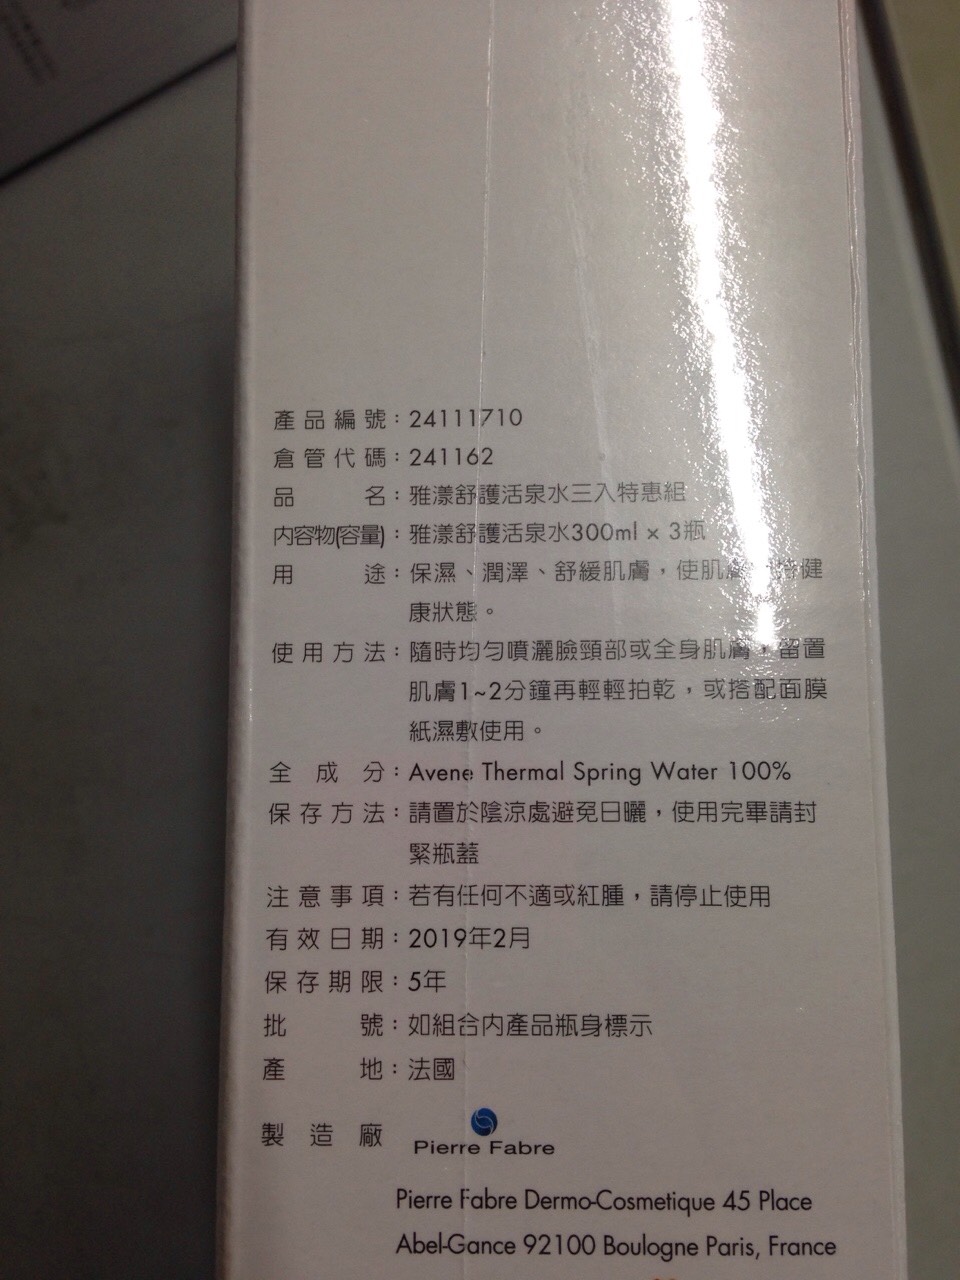 產品編號：24111710
倉管代碼：241162
品名：雅漾舒護活泉水三入特惠組
內容物(容量)：雅漾舒護活泉水300ml × 3瓶
用途：保濕、潤澤、舒緩肌膚，使肌膚 持健
康狀態。
使用方法：隨時均勻噴灑臉頸部或全身肌膚，留置
肌膚1~2分鐘再輕輕拍乾，或搭配面膜
紙濕敷使用。
全成分：Avene Thermal Spring Water 100%
保存方法：請置於陰涼處避免日曬，使用完畢請封
緊瓶蓋
注意事項：若有任何不適或紅腫，請停止使用
有效日期：2019年2月
保存期限：5年
批號：如組合內產品瓶身標示
產地：法國
製造廠
Pierre Fabre
Pierre Fabre Dermo-Cosmetique 45 Place
Abel-Gance 92100 Boulogne Paris, France